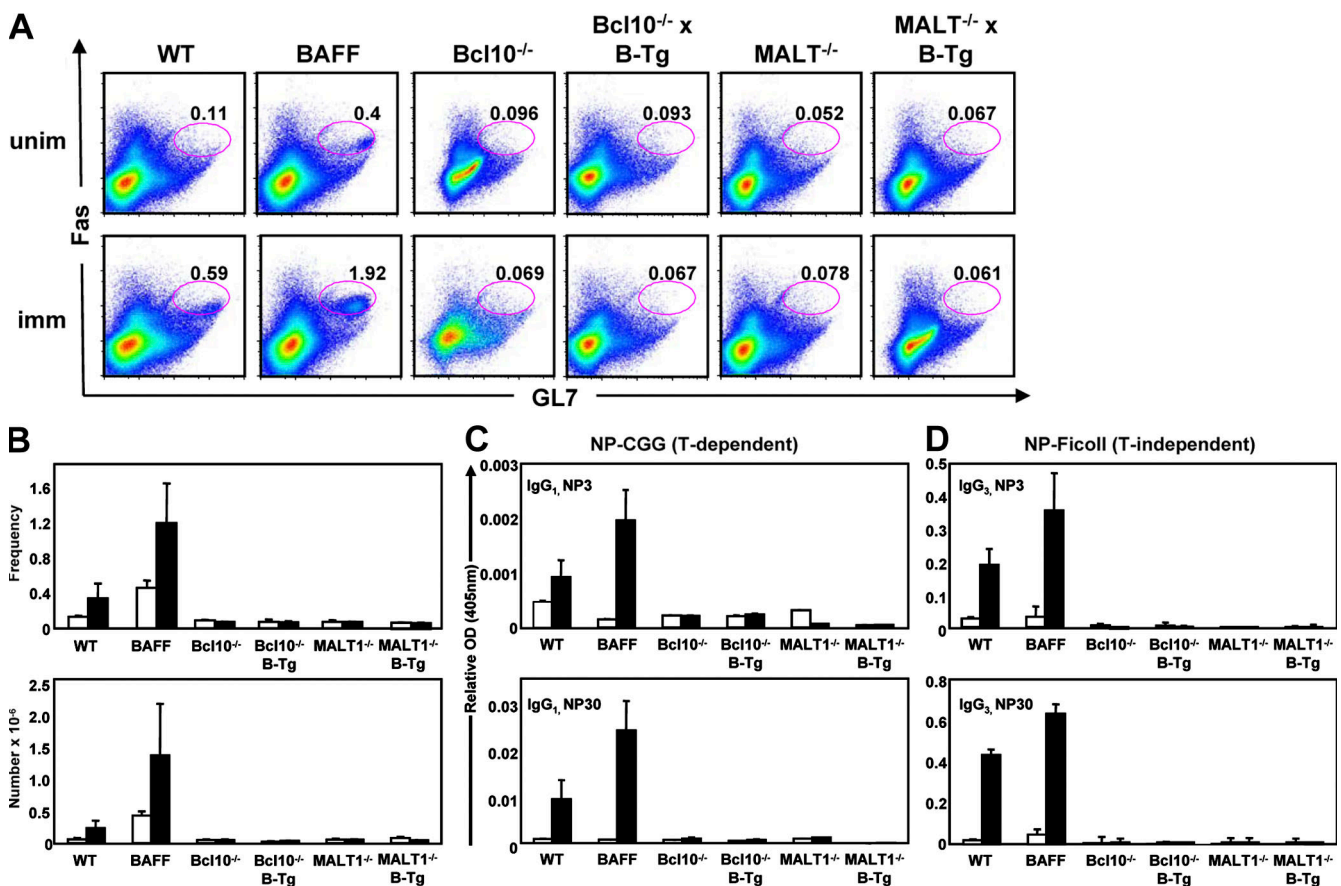 A
WT
BAFF
Bcl10-/-
Bcl10-/- x
B-Tg
MALT-/-
MALT-/- x
B-Tg
unim
0.11
0.4
0.096
0.093
0.052
0.067
imm
0.59
1.92
0.069
0.067
0.078
0.061
Fas
GL7
B
Frequency
1.6
1.2
0.8
0.4
0
WT
BAFF
Bcl10-/-
Bcl10-/-
B-Tg
MALT1-/-
MALT1-/-
B-Tg
Number x 10-6
2.5
2.0
1.5
1.0
0.5
0
WT
BAFF
Bcl10-/-
Bcl10-/-
B-Tg
MALT1-/-
MALT1-/-
B-Tg
C
NP-CGG (T-dependent)
Relative OD (405nm)
IgG1, NP3
0.003
0.002
0.001
0
WT
BAFF
Bcl10-/-
Bcl10-/-
B-Tg
MALT1-/-
MALT1-/-
B-Tg
IgG1, NP30
0.03
0.02
0.01
0
WT
BAFF
Bcl10-/-
Bcl10-/-
B-Tg
MALT1-/-
MALT1-/-
B-Tg
D
NP-Ficoll (T-independent)
IgG3, NP3
0.5
0.4
0.3
0.2
0.1
0
WT
BAFF
Bcl10-/-
Bcl10-/-
B-Tg
MALT1-/-
MALT1-/-
B-Tg
IgG3, NP30
0.8
0.6
0.4
0.2
0
WT
BAFF
Bcl10-/-
Bcl10-/-
B-Tg
MALT1-/-
MALT1-/-
B-Tg